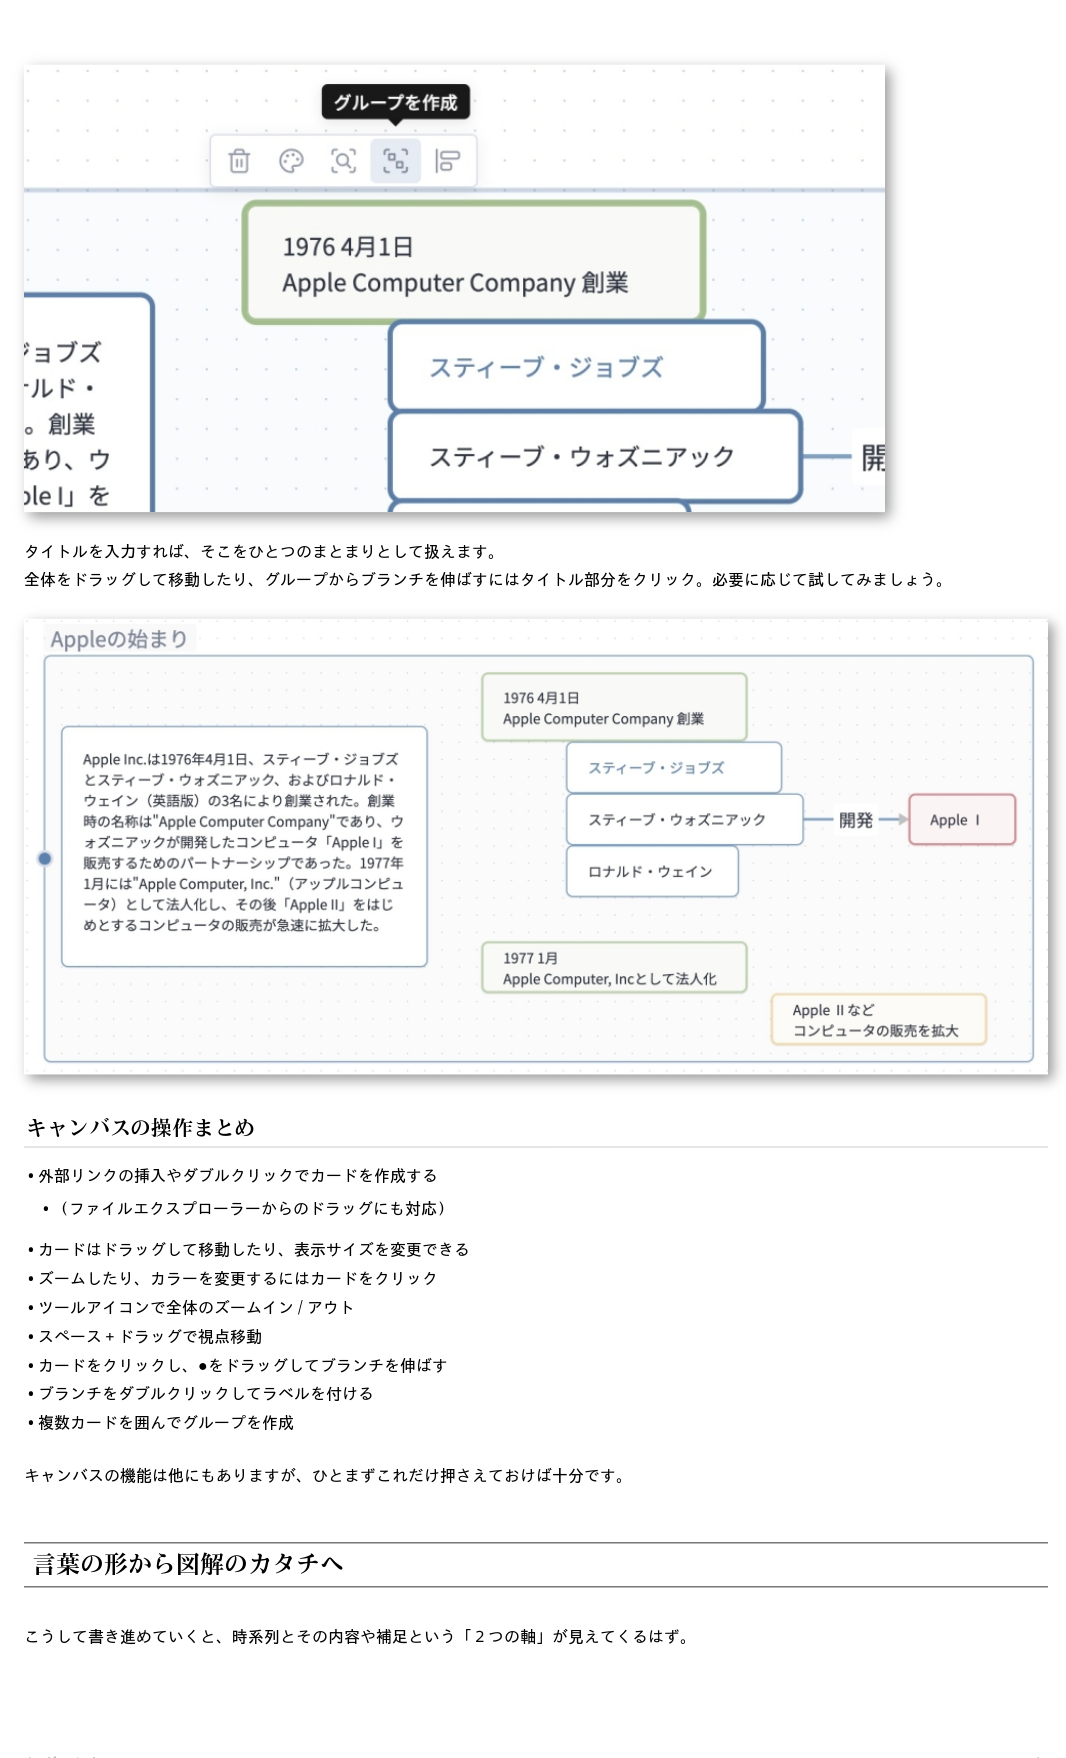 グループを作成
1976 4月1日
Apple Computer Company 創業
ジョブズ
ナルド・
。創業
あり、ウ
ple I」を
スティーブ・ジョブズ
スティーブ・ウォズニアック
開
タイトルを入力すれば、そこをひとつのまとまりとして扱えます。
全体をドラッグして移動したり、グループからブランチを伸ばすにはタイトル部分をクリック。必要に応じて試してみましょう。
Appleの始まり
Apple Inc.は1976年4月1日、スティーブ・ジョブズ
とスティーブ・ウォズニアック、およびロナルド・
ウェイン（英語版）の3名により創業された。創業
時の名称は"Apple Computer Company"であり、ウ
ォズニアックが開発したコンピュータ「Apple I」を
販売するためのパートナーシップであった。1977年
1月には"Apple Computer, Inc."（アップルコンピュ
ータ）として法人化し、その後「Apple II」をはじ
めとするコンピュータの販売が急速に拡大した。
1976 4月1日
Apple Computer Company 創業
スティーブ・ジョブズ
スティーブ・ウォズニアック
開発
Apple Ⅰ
ロナルド・ウェイン
1977 1月
Apple Computer, Incとして法人化
Apple Ⅱなど
コンピュータの販売を拡大
キャンバスの操作まとめ
• 外部リンクの挿入やダブルクリックでカードを作成する
• （ファイルエクスプローラーからのドラッグにも対応）
• カードはドラッグして移動したり、表示サイズを変更できる
• ズームしたり、カラーを変更するにはカードをクリック
• ツールアイコンで全体のズームイン / アウト
• スペース + ドラッグで視点移動
• カードをクリックし、●をドラッグしてブランチを伸ばす
• ブランチをダブルクリックしてラベルを付ける
• 複数カードを囲んでグループを作成
キャンバスの機能は他にもありますが、ひとまずこれだけ押さえておけば十分です。
言葉の形から図解のカタチへ
こうして書き進めていくと、時系列とその内容や補足という「２つの軸」が見えてくるはず。